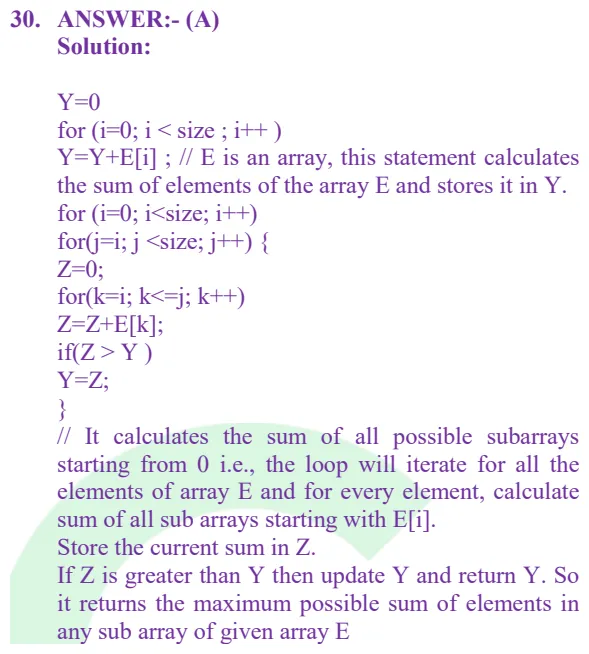 30. ANSWER:- (A)
Solution:
Y=0
for (i=0; i < size ; i++ )
Y=Y+E[i] ; // E is an array, this statement calculates
the sum of elements of the array E and stores it in Y.
for (i=0; i<size; i++)
for(j=i; j <size; j++) {
Z=0;
for(k=i; k<=j; k++)
Z=Z+E[k];
if(Z > Y )
Y=Z;
}
// It calculates the sum of all possible subarrays
starting from 0 i.e., the loop will iterate for all the
elements of array E and for every element, calculate
sum of all sub arrays starting with E[i].
Store the current sum in Z.
If Z is greater than Y then update Y and return Y. So
it returns the maximum possible sum of elements in
any sub array of given array E